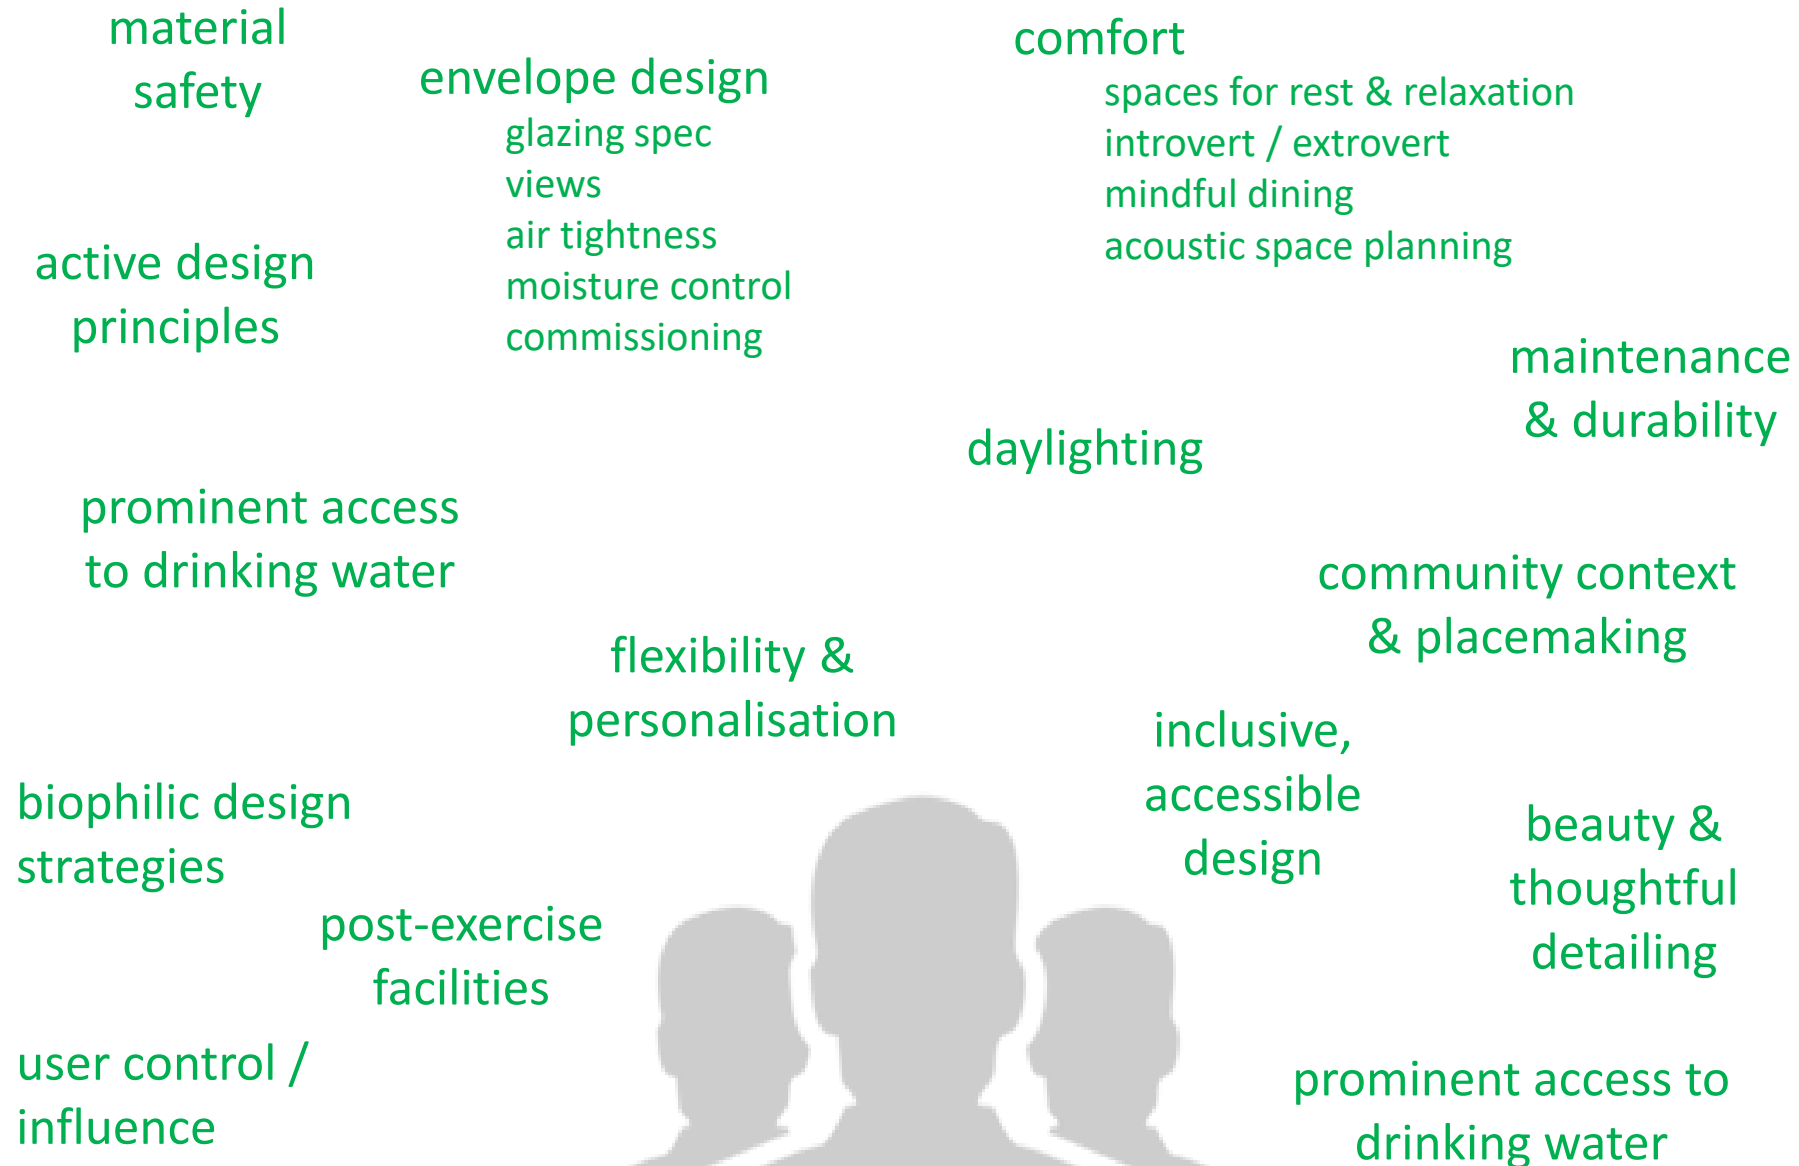 material
safety
envelope design
glazing spec
views
air tightness
moisture control
commissioning
comfort
spaces for rest & relaxation
introvert / extrovert
mindful dining
acoustic space planning
active design
principles
maintenance
& durability
daylighting
prominent access
to drinking water
community context
& placemaking
flexibility &
personalisation
inclusive,
accessible
design
biophilic design
strategies
beauty &
thoughtful
detailing
post-exercise
facilities
user control /
influence
prominent access to
drinking water